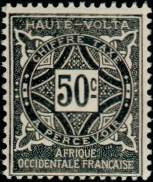 HAUTE-VOLTA
CHIFFRE TAXE
50c
A PERCEVOIR
AFRIQUE
OCCIDENTALE FRANÇAISE